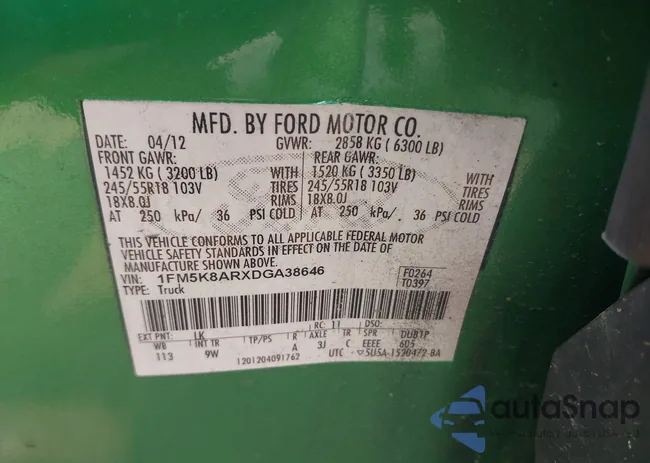 MFD. BY FORD MOTOR CO.
DATE: 04/12 GVWR: 2858 KG ( 6300 LB)
FRONT GAWR: REAR GAWR:
1452 KG ( 3200 LB) WITH 1520 KG ( 3350 LB) WITH
245/55R18 103V TIRES 245/55R18 103V TIRES
18X8.0J RIMS 18X8.0J RIMS
AT 250 kPa/ 36 PSI COLD AT 250 kPa/ 36 PSI COLD
THIS VEHICLE CONFORMS TO ALL APPLICABLE FEDERAL MOTOR
VEHICLE SAFETY STANDARDS IN EFFECT ON THE DATE OF
MANUFACTURE SHOWN ABOVE.
VIN: 1FM5K8ARXDGA38646 F0264
TYPE: Truck T0397
EXT PNT: LK RC: 11 DSO:
WB INT TR TP/PS R AXLE TR SPR DUBTP
113 9W A 3J C EEEE 605
1201204091762 UTC 5USA-1520472-BA
autaSnap